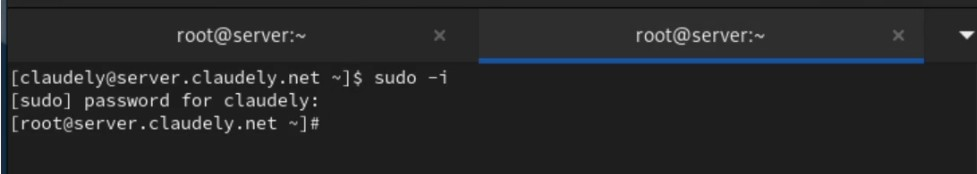 root@server:~ × root@server:~ ×
[claudely@server.claudely.net ~]$ sudo -i
[sudo] password for claudely:
[root@server.claudely.net ~]#